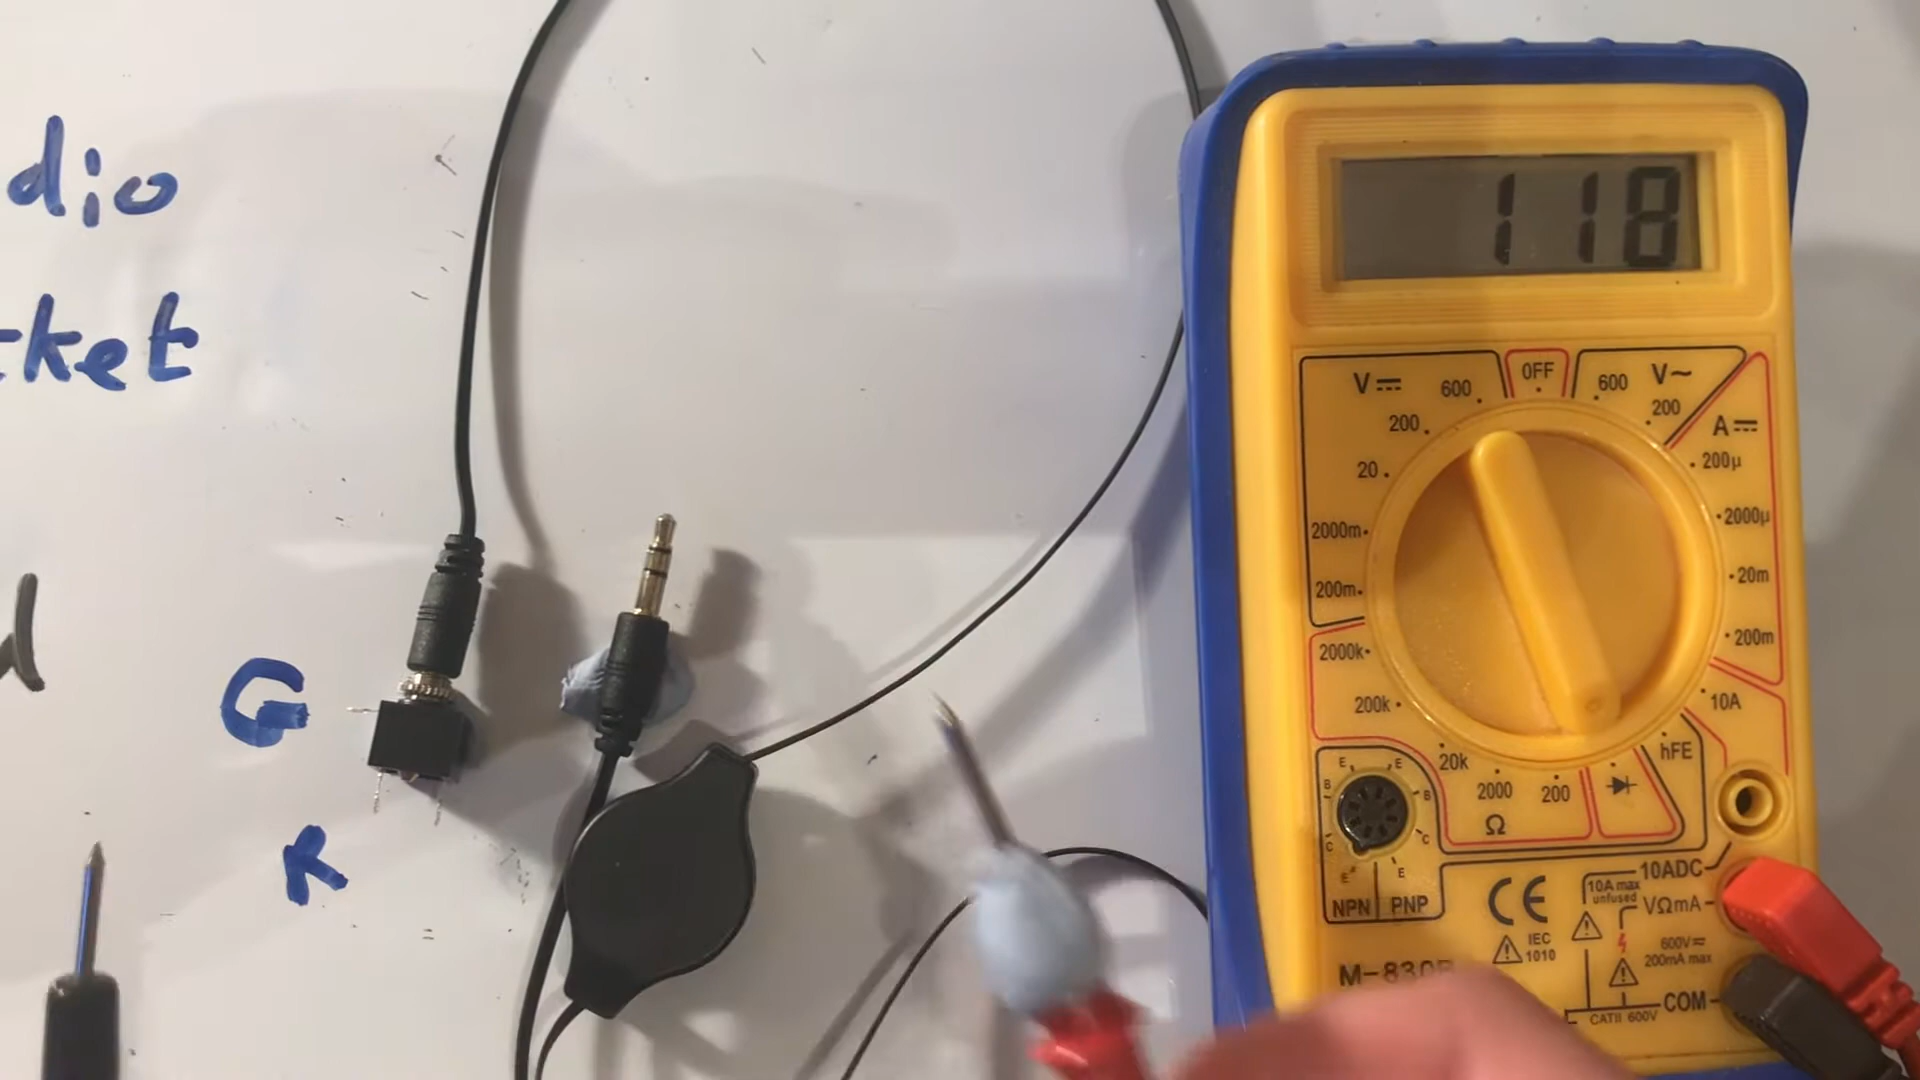 dio
cket
G
R
118
OFF
V 600
200
20
2000m
200m
2000k
200k
20k
2000
200
Ω
600 V~
200
A
200µ
2000µ
20m
200m
10A
hFE
E E
B B
C C
E E
NPN PNP
CE
IEC
1010
10ADC
10A max
unfused
VΩmA
600V
200mA max
COM
CATII 600V